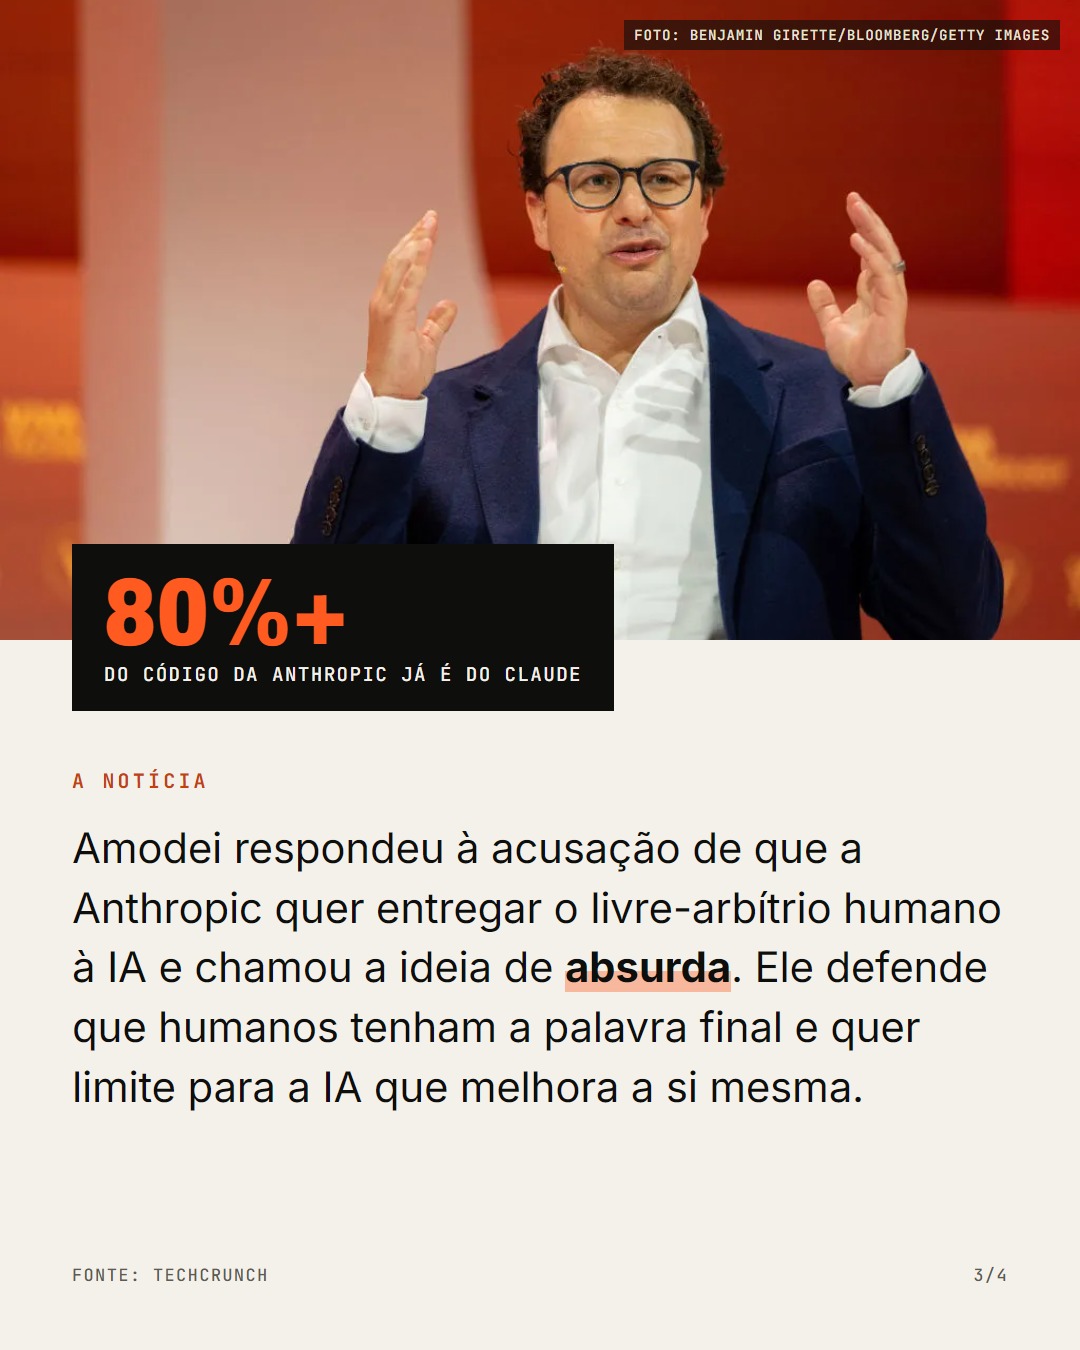 FOTO: BENJAMIN GIRETTE/BLOOMBERG/GETTY IMAGES
80%+
DO CÓDIGO DA ANTHROPIC JÁ É DO CLAUDE
A NOTÍCIA
Amodei respondeu à acusação de que a
Anthropic quer entregar o livre-arbítrio humano
à IA e chamou a ideia de absurda. Ele defende
que humanos tenham a palavra final e quer
limite para a IA que melhora a si mesma.
FONTE: TECHCRUNCH
3/4